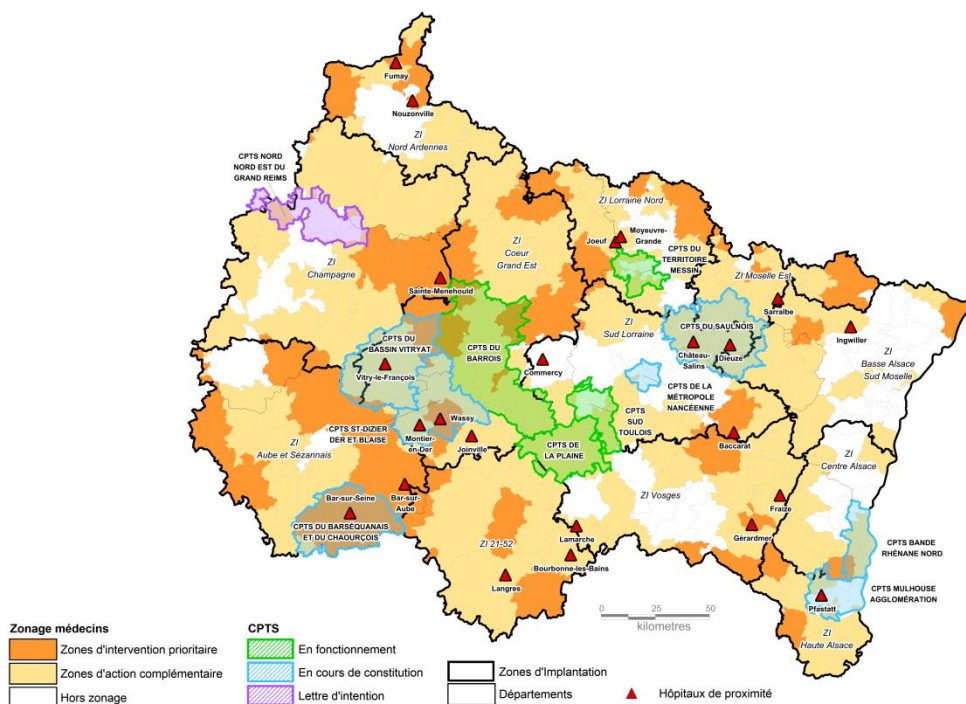 Fumay
Nouzonville
ZI
Nord Ardennes
CPTS NORD
NORD EST DU
GRAND REIMS
ZI
Champagne
Sainte-Menehould
ZI
Coeur
Grand Est
ZI Lorraine Nord
Joeuf
Moyeuvre-
Grande
CPTS DU
TERRITOIRE
MESSIN
ZI Moselle Est
Sarralbe
Ingwiller
ZI
Basse Alsace
Sud Moselle
CPTS DU
BASSIN VITRYAT
Vitry-le-François
CPTS DU
BARROIS
Commercy
ZI
Sud Lorraine
CPTS DU SAULNOIS
Château-
Salins
Dieuze
CPTS DE LA
MÉTROPOLE
NANCÉENNE
CPTS
SUD
TOULOIS
CPTS ST-DIZIER
DER ET BLAISE
Wassy
Montier-
en-Der
Joinville
CPTS DE
LA PLAINE
Baccarat
ZI
Aube et Sézannais
Bar-sur-Seine
Bar-sur-
Aube
CPTS DU BARSÉQUANAIS
ET DU CHAOURÇOIS
ZI 21-52
Langres
Lamarche
Bourbonne-les-Bains
ZI Vosges
Gérardmer
Fraize
ZI
Centre Alsace
CPTS BANDE
RHÉNANE NORD
CPTS MULHOUSE
AGGLOMÉRATION
Pfastatt
ZI
Haute Alsace
0 25 50
kilometres
Zonage médecins
Zones d'intervention prioritaire
Zones d'action complémentaire
Hors zonage
CPTS
En fonctionnement
En cours de constitution
Lettre d'intention
Zones d'Implantation
Départements
Hôpitaux de proximité